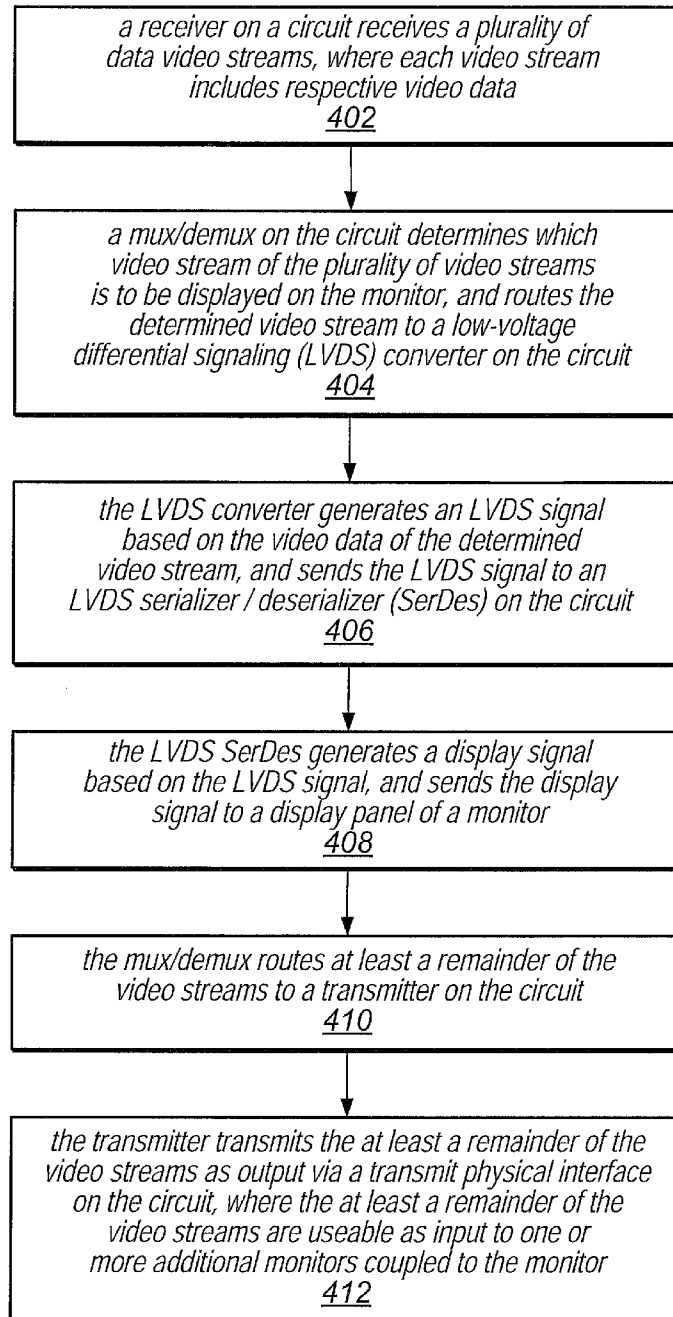 a receiver on a circuit receives a plurality of
data video streams, where each video stream
includes respective video data
402
a mux/demux on the circuit determines which
video stream of the plurality of video streams
is to be displayed on the monitor, and routes the
determined video stream to a low-voltage
differential signaling (LVDS) converter on the circuit
404
the LVDS converter generates an LVDS signal
based on the video data of the determined
video stream, and sends the LVDS signal to an
LVDS serializer / deserializer (SerDes) on the circuit
406
the LVDS SerDes generates a display signal
based on the LVDS signal, and sends the display
signal to a display panel of a monitor
408
the mux/demux routes at least a remainder of the
video streams to a transmitter on the circuit
410
the transmitter transmits the at least a remainder of the
video streams as output via a transmit physical interface
on the circuit, where the at least a remainder of the
video streams are useable as input to one or
more additional monitors coupled to the monitor
412